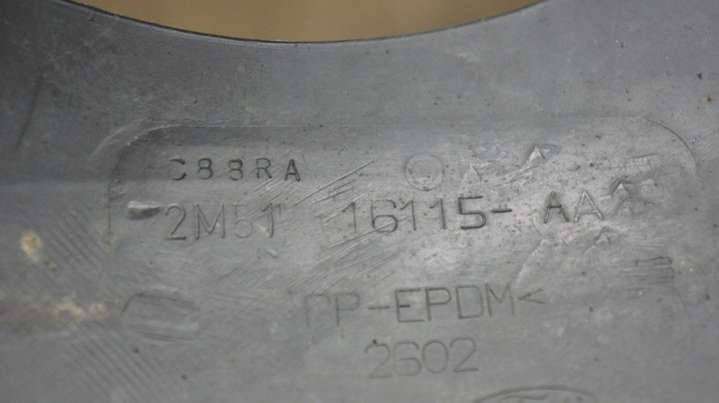 C88RA
2M51 16115- AA
PP-EPDM<
2602